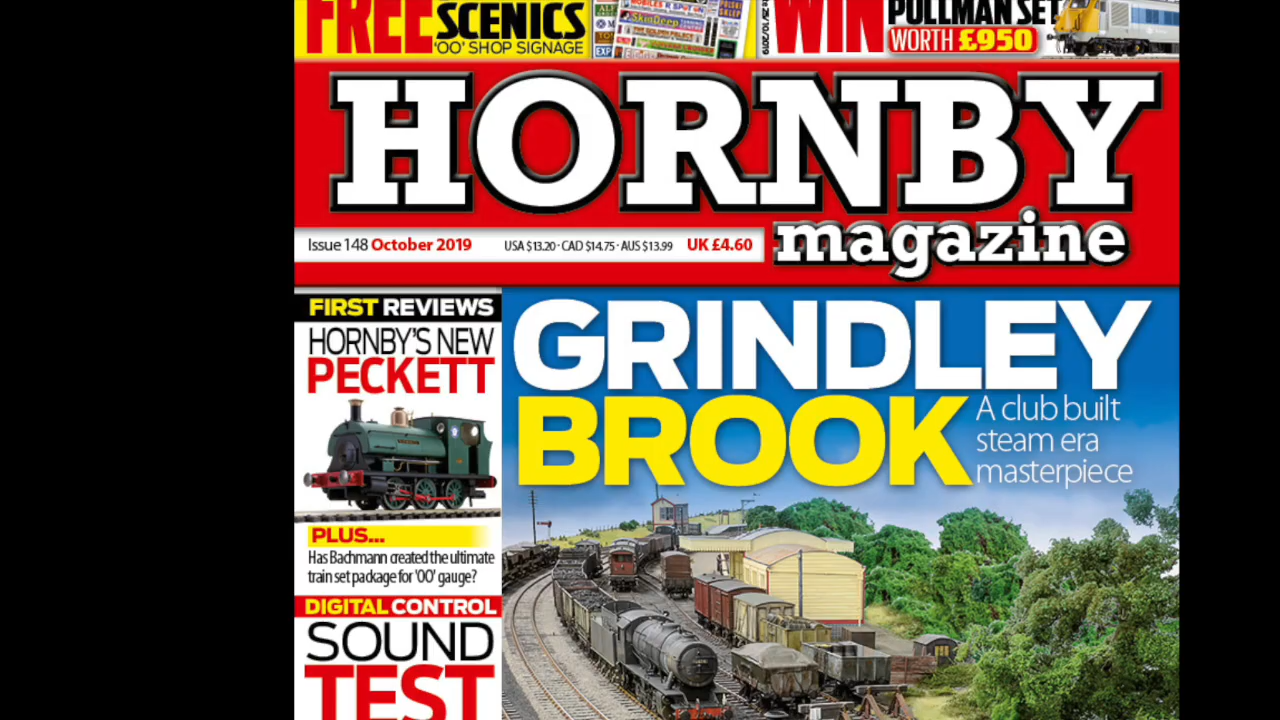 FREE SCENICS
'OO' SHOP SIGNAGE
WIN PULLMAN SET
WORTH £950
HORNBY
magazine
Issue 148 October 2019 USA $13.20 · CAD $14.75 · AUS $13.99 UK £4.60
FIRST REVIEWS
HORNBY'S NEW
PECKETT
PLUS...
Has Bachmann created the ultimate
train set package for 'OO' gauge?
DIGITAL CONTROL
SOUND
TEST
GRINDLEY
BROOK
A club built
steam era
masterpiece
SkinDeep